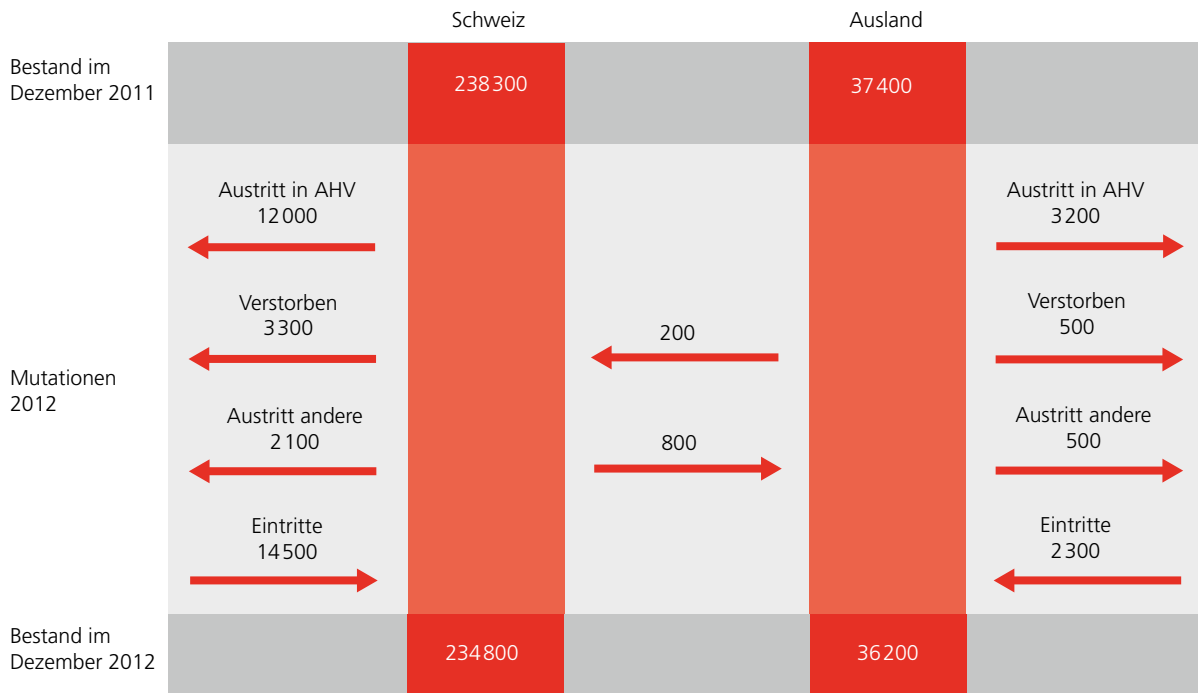 Schweiz
Ausland
Bestand im
Dezember 2011
238300
37400
Austritt in AHV
12000
Austritt in AHV
3200
Verstorben
3300
200
Verstorben
500
Mutationen
2012
Austritt andere
2100
800
Austritt andere
500
Eintritte
14500
Eintritte
2300
Bestand im
Dezember 2012
234800
36200